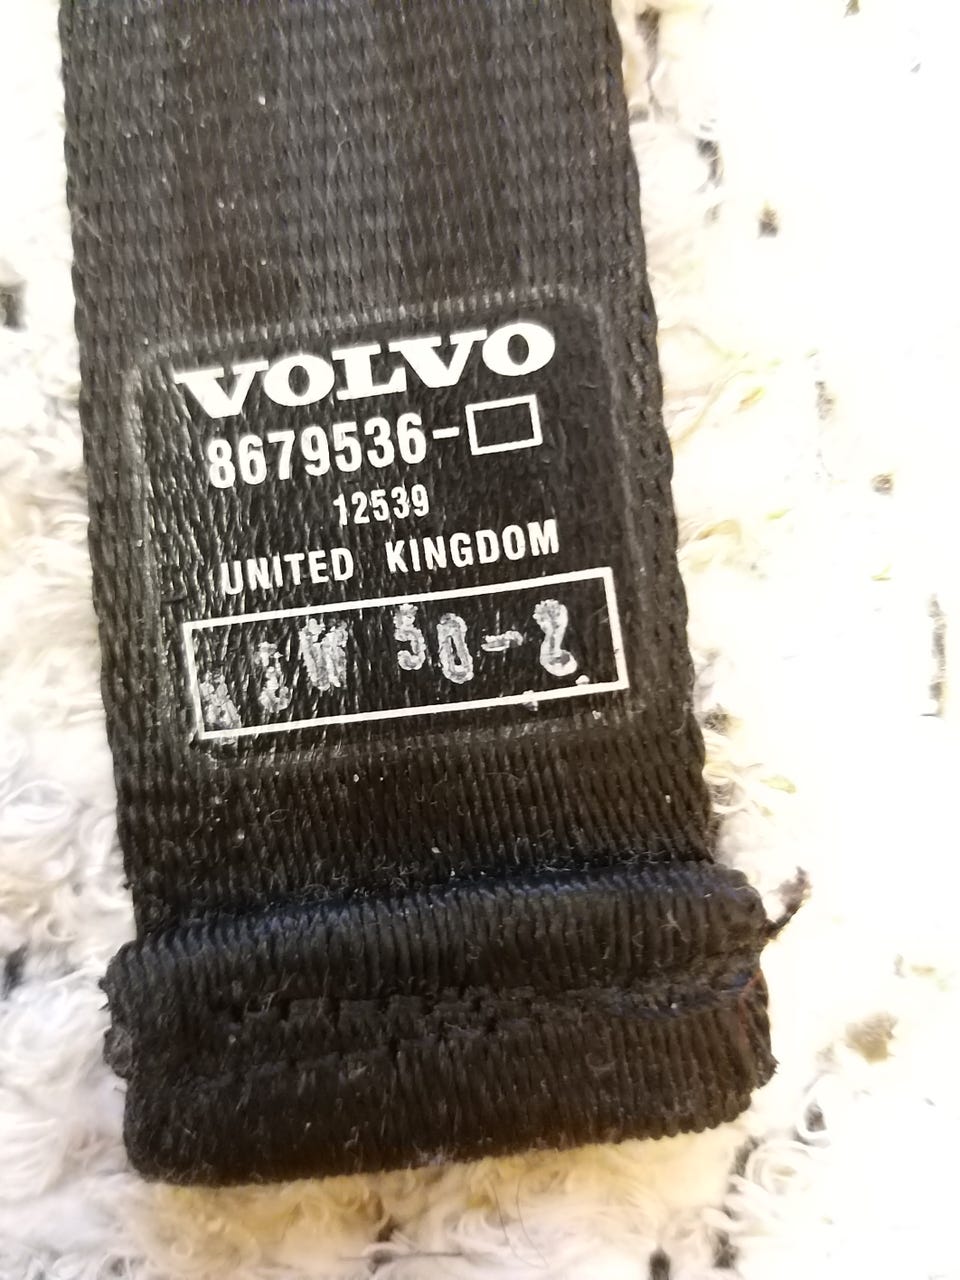 VOLVO
8679536-
12539
UNITED KINGDOM
50-2